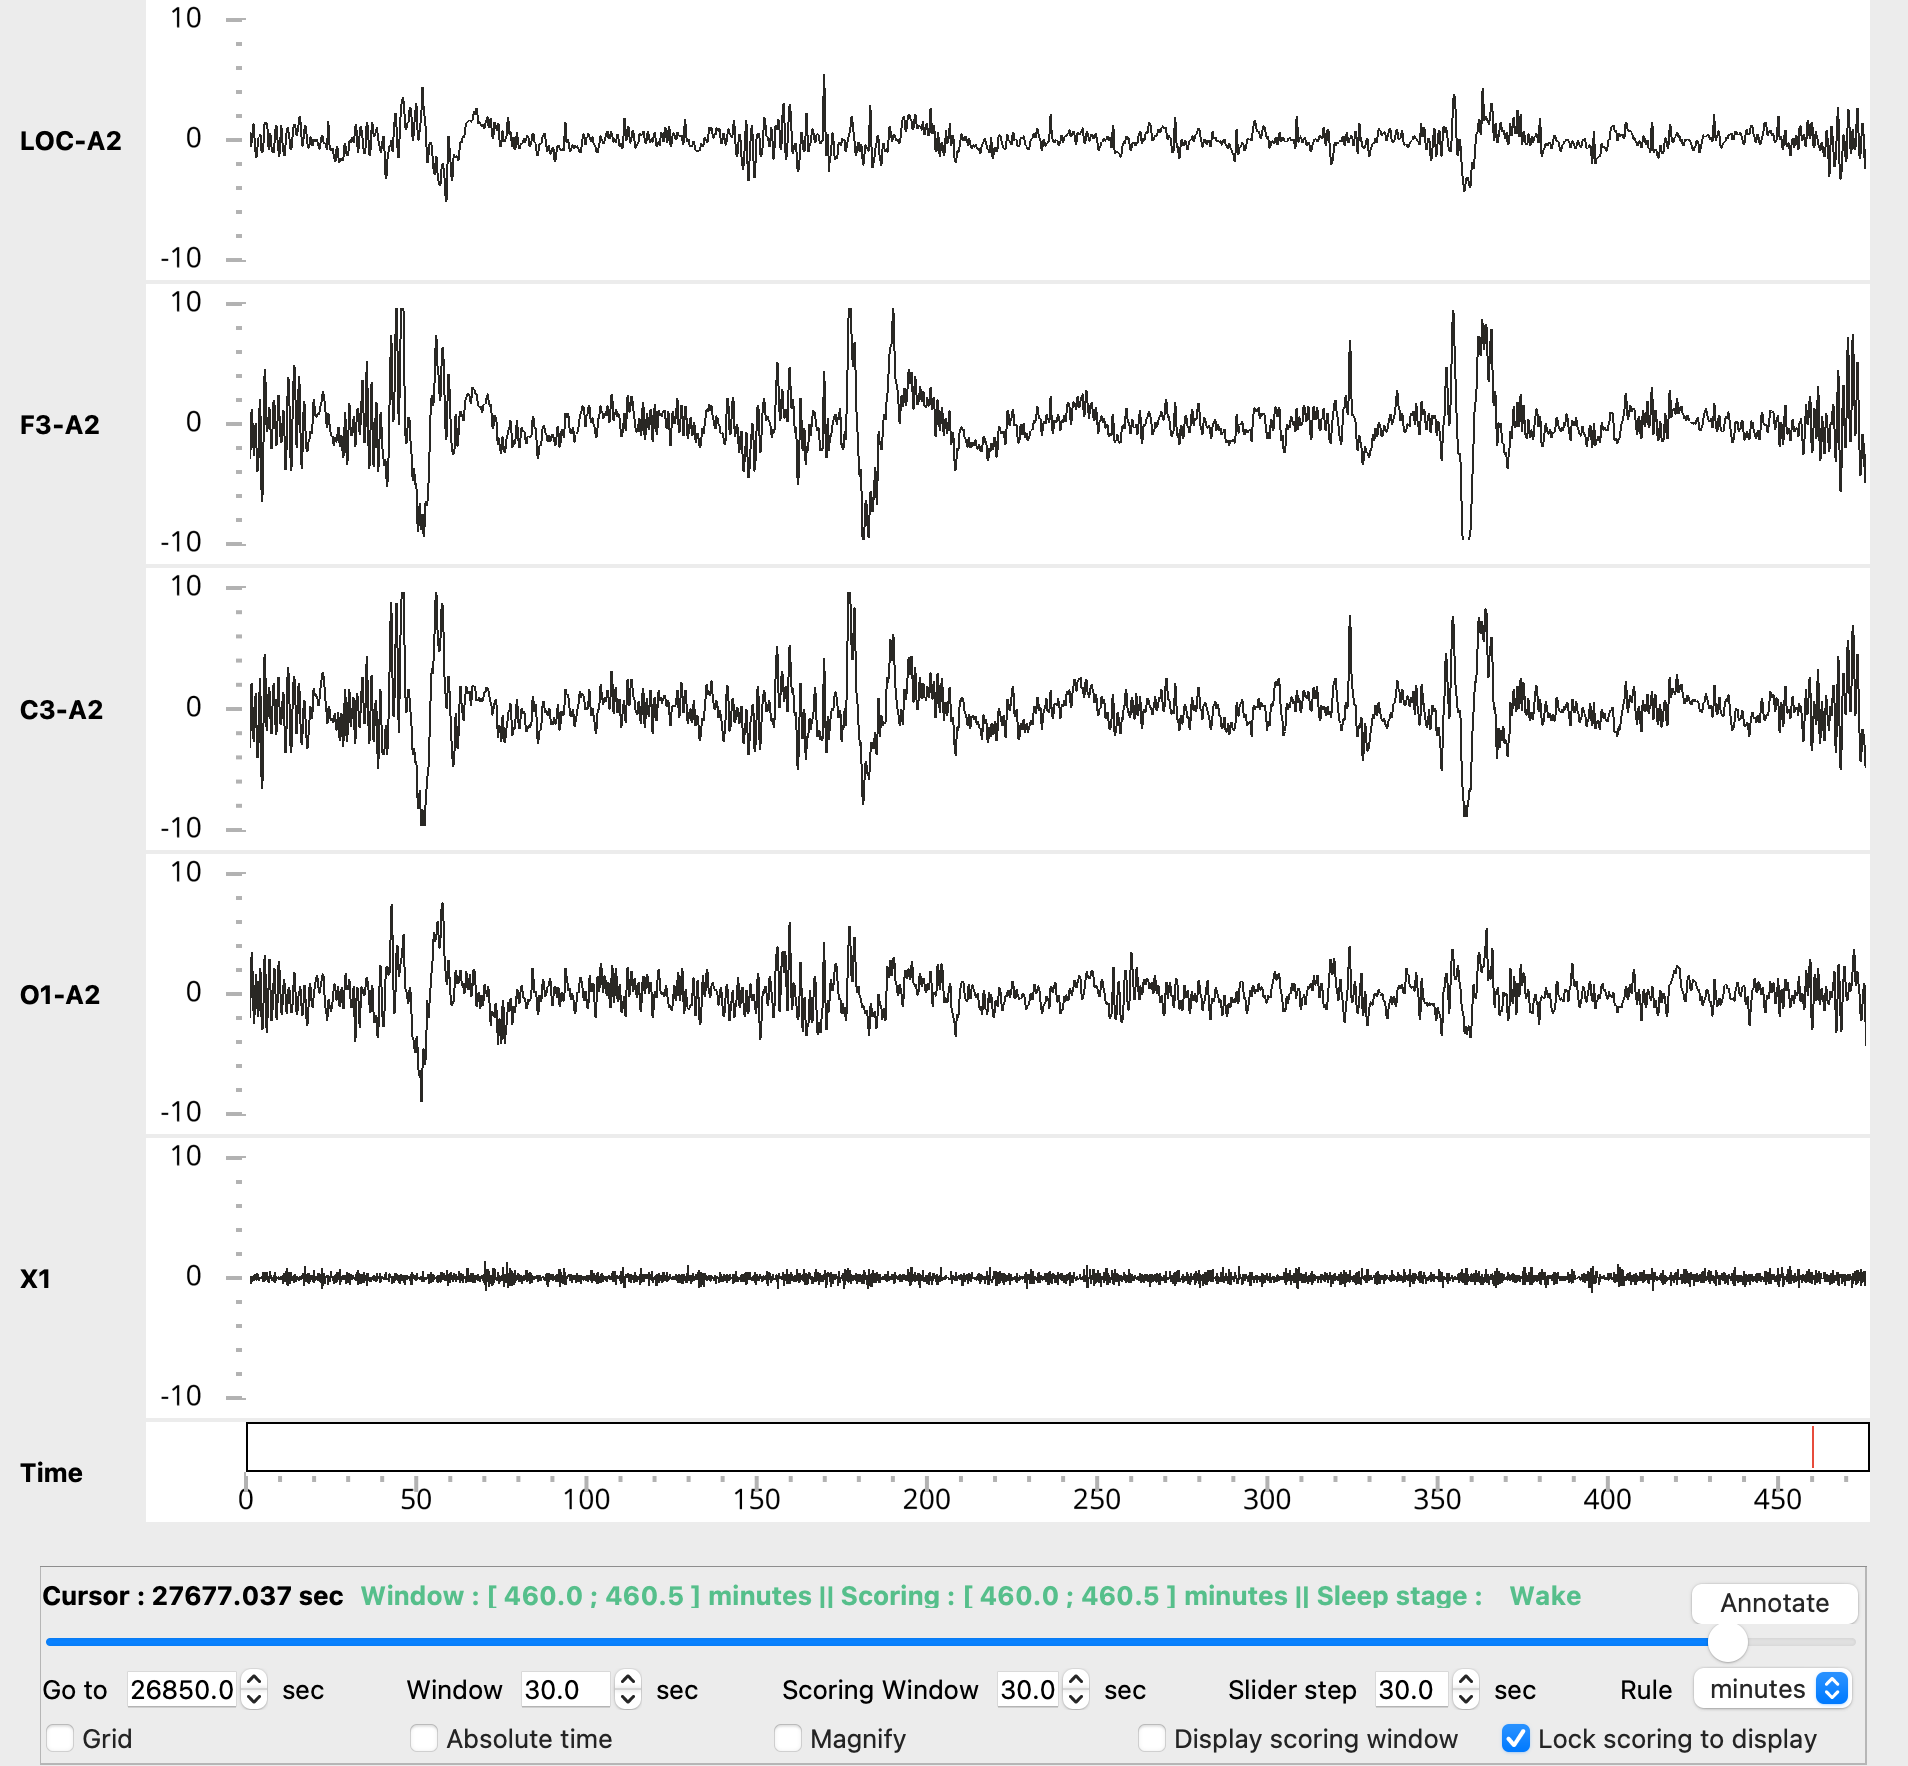 10
LOC-A2 0
-10
10
F3-A2 0
-10
10
C3-A2 0
-10
10
O1-A2 0
-10
10
X1 0
-10
Time
0 50 100 150 200 250 300 350 400 450
Cursor : 27677.037 sec Window : [ 460.0 ; 460.5 ] minutes || Scoring : [ 460.0 ; 460.5 ] minutes || Sleep stage : Wake Annotate
Go to 26850.0 sec Window 30.0 sec Scoring Window 30.0 sec Slider step 30.0 sec Rule minutes
Grid Absolute time Magnify Display scoring window Lock scoring to display